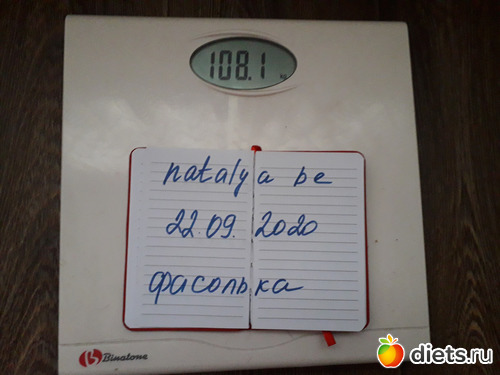 108.1
natalya be
22.09.2020
фасолька
Binatone
diets.ru